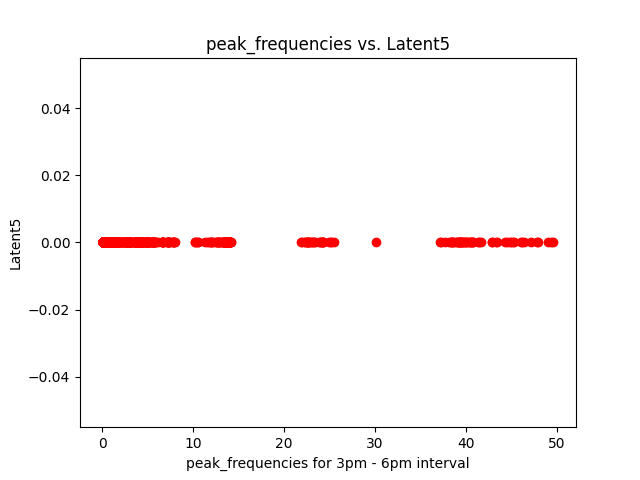 peak_frequencies vs. Latent5
0.04
0.02
0.00
−0.02
−0.04
Latent5
0 10 20 30 40 50
peak_frequencies for 3pm - 6pm interval